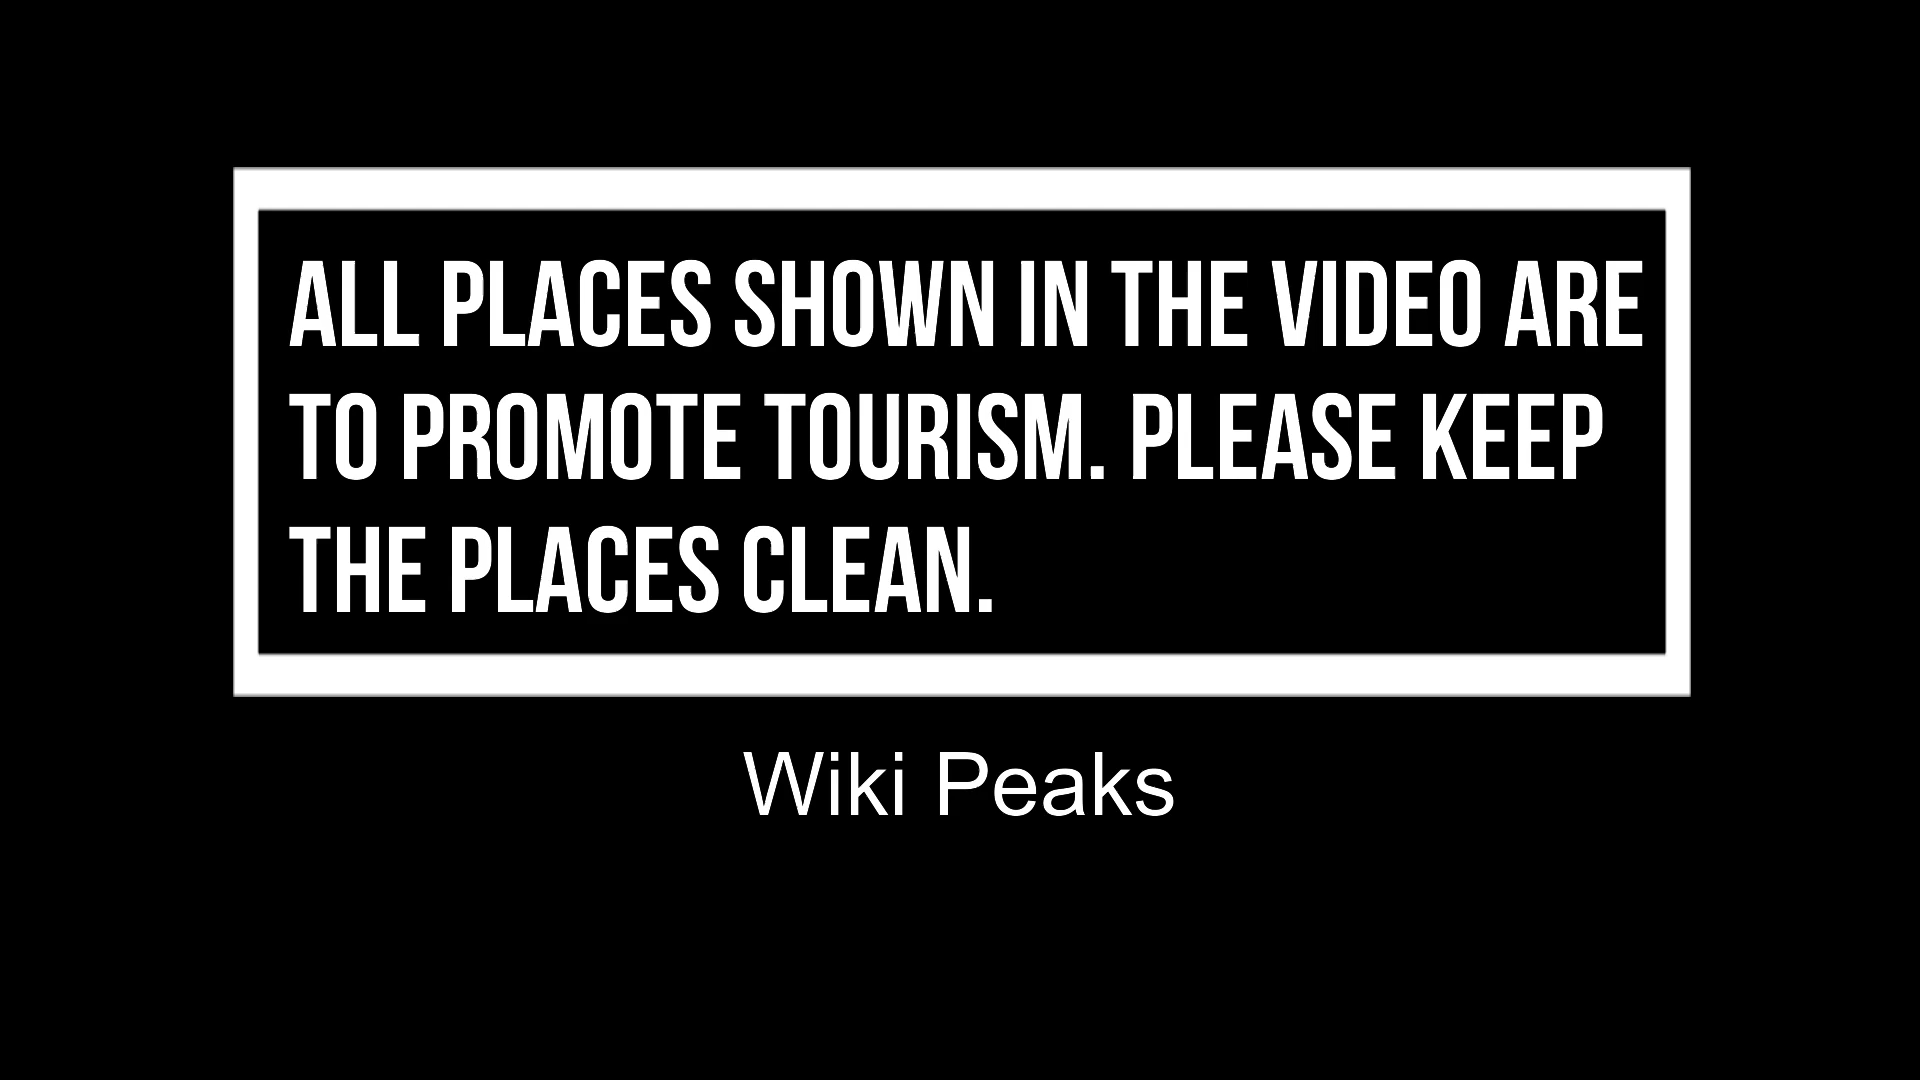 ALL PLACES SHOWN IN THE VIDEO ARE
TO PROMOTE TOURISM. PLEASE KEEP
THE PLACES CLEAN.
Wiki Peaks